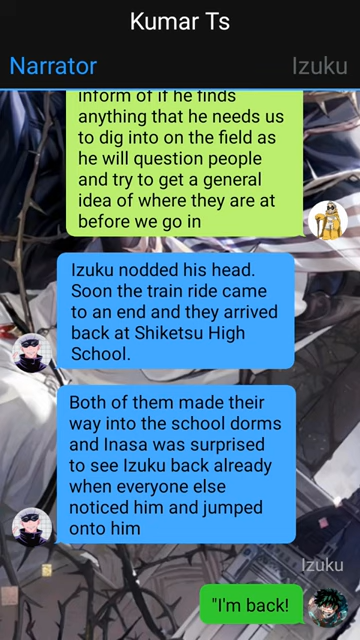 Kumar Ts
Narrator
Izuku
inform of if he finds
anything that he needs us
to dig into on the field as
he will question people
and try to get a general
idea of where they are at
before we go in
Izuku nodded his head.
Soon the train ride came
to an end and they arrived
back at Shiketsu High
School.
Both of them made their
way into the school dorms
and Inasa was surprised
to see Izuku back already
when everyone else
noticed him and jumped
onto him
Izuku
"I'm back!